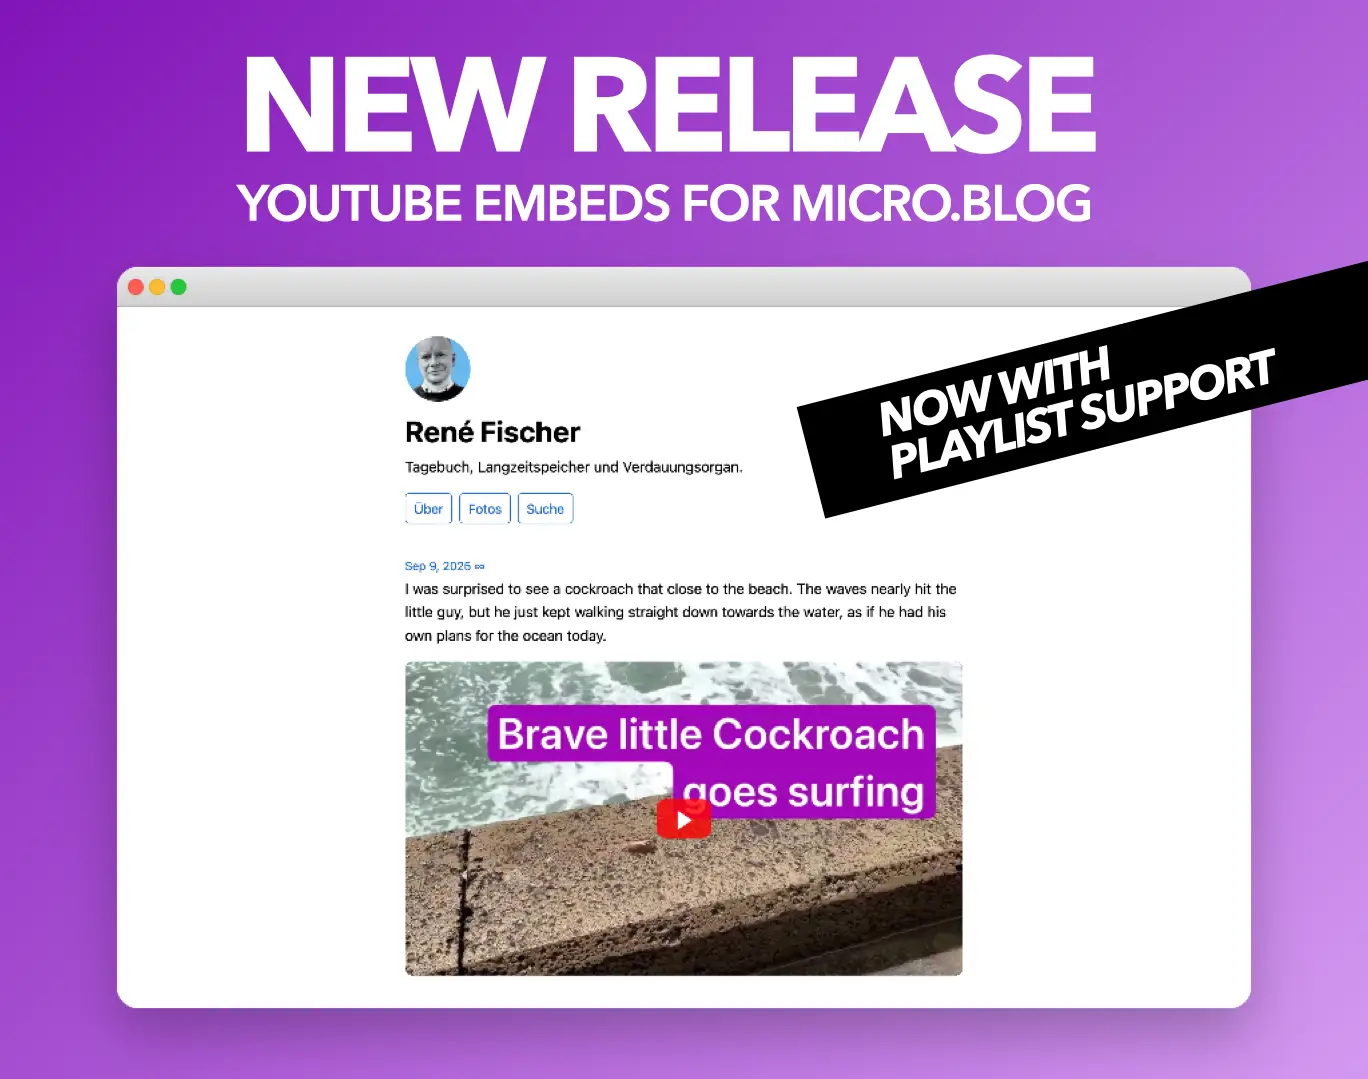 NEW RELEASE
YOUTUBE EMBEDS FOR MICRO.BLOG
NOW WITH
PLAYLIST SUPPORT
René Fischer
Tagebuch, Langzeitspeicher und Verdauungsorgan.
Über Fotos Suche
Sep 9, 2025 ∞
I was surprised to see a cockroach that close to the beach. The waves nearly hit the
little guy, but he just kept walking straight down towards the water, as if he had his
own plans for the ocean today.
Brave little Cockroach
goes surfing